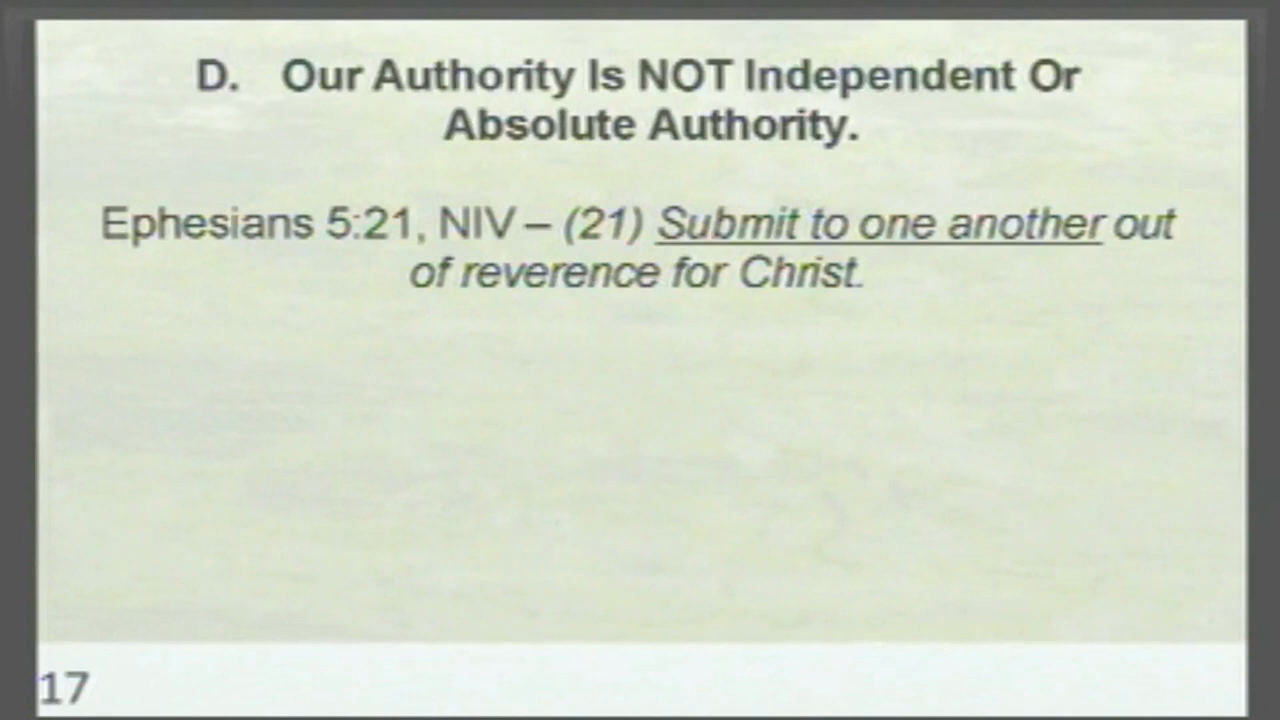 D. Our Authority Is NOT Independent Or
Absolute Authority.
Ephesians 5:21, NIV – (21) Submit to one another out
of reverence for Christ.
17